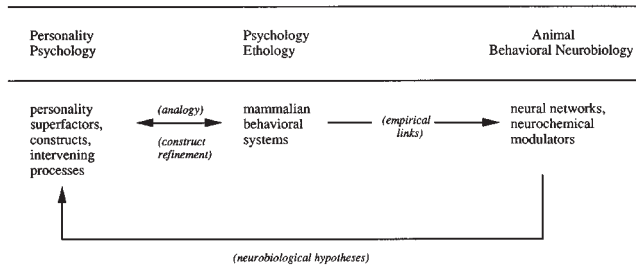 Personality
Psychology
Psychology
Ethology
Animal
Behavioral Neurobiology
personality
superfactors,
constructs,
intervening
processes
(analogy)
(construct
refinement)
mammalian
behavioral
systems
(empirical
links)
neural networks,
neurochemical
modulators
(neurobiological hypotheses)